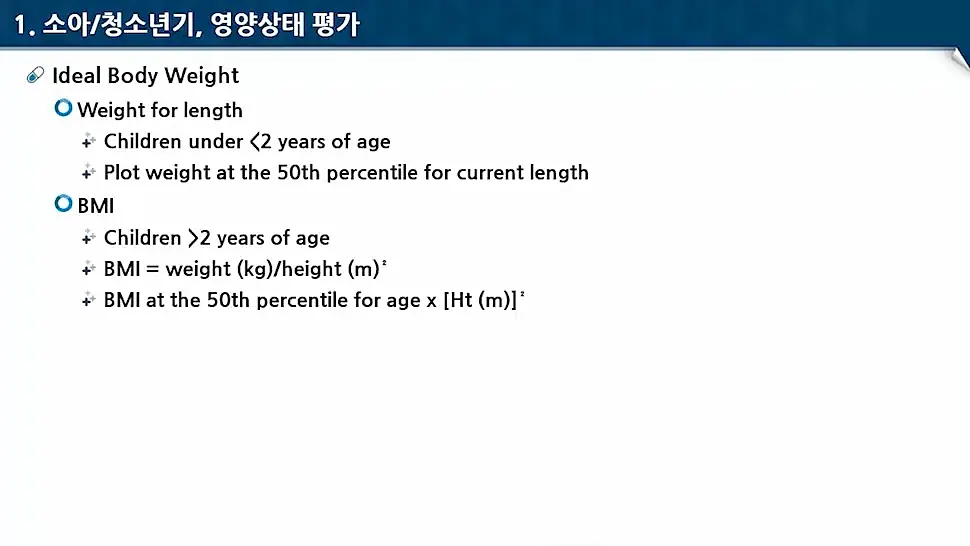 1. 소아/청소년기, 영양상태 평가
Ideal Body Weight
Weight for length
Children under <2 years of age
Plot weight at the 50th percentile for current length
BMI
Children >2 years of age
BMI = weight (kg)/height (m)²
BMI at the 50th percentile for age x [Ht (m)]²